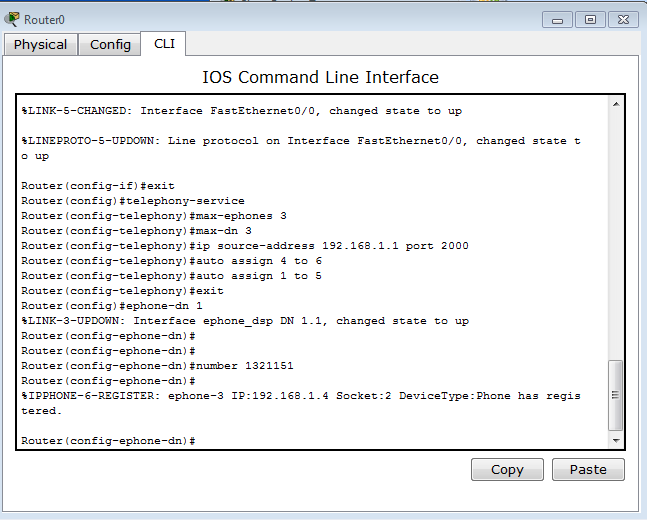 Router0
Physical Config CLI
IOS Command Line Interface
%LINK-5-CHANGED: Interface FastEthernet0/0, changed state to up
%LINEPROTO-5-UPDOWN: Line protocol on Interface FastEthernet0/0, changed state t
o up
Router(config-if)#exit
Router(config)#telephony-service
Router(config-telephony)#max-ephones 3
Router(config-telephony)#max-dn 3
Router(config-telephony)#ip source-address 192.168.1.1 port 2000
Router(config-telephony)#auto assign 4 to 6
Router(config-telephony)#auto assign 1 to 5
Router(config-telephony)#exit
Router(config)#ephone-dn 1
%LINK-3-UPDOWN: Interface ephone_dsp DN 1.1, changed state to up
Router(config-ephone-dn)#
Router(config-ephone-dn)#
Router(config-ephone-dn)#number 1321151
Router(config-ephone-dn)#
%IPPHONE-6-REGISTER: ephone-3 IP:192.168.1.4 Socket:2 DeviceType:Phone has regis
tered.
Router(config-ephone-dn)#
Copy Paste